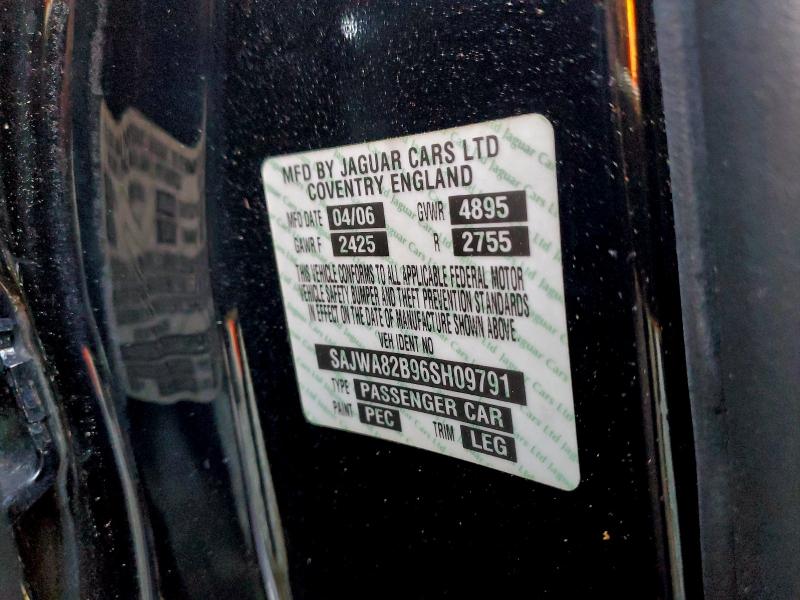 MFD BY JAGUAR CARS LTD
COVENTRY ENGLAND
MFD DATE 04/06 GVWR 4895
GAWR F 2425 R 2755
THIS VEHICLE CONFORMS TO ALL APPLICABLE FEDERAL MOTOR
VEHICLE SAFETY BUMPER AND THEFT PREVENTION STANDARDS
IN EFFECT ON THE DATE OF MANUFACTURE SHOWN ABOVE.
VEH IDENT NO
SAJWA82B96SH09791
TYPE PASSENGER CAR
PAINT PEC TRIM LEG